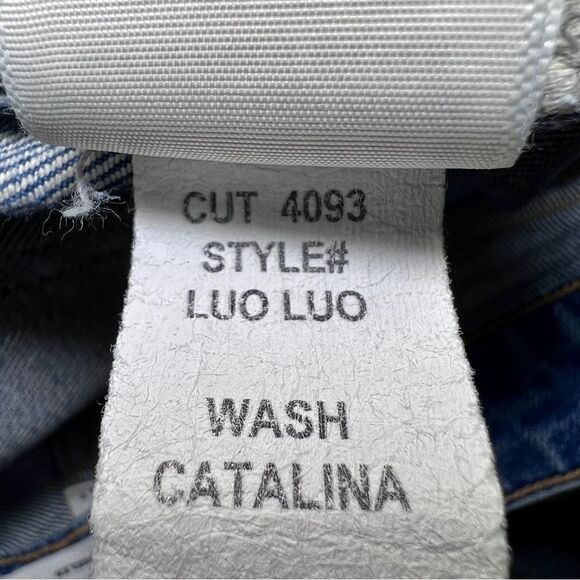 CUT 4093
STYLE#
LUO LUO
WASH
CATALINA